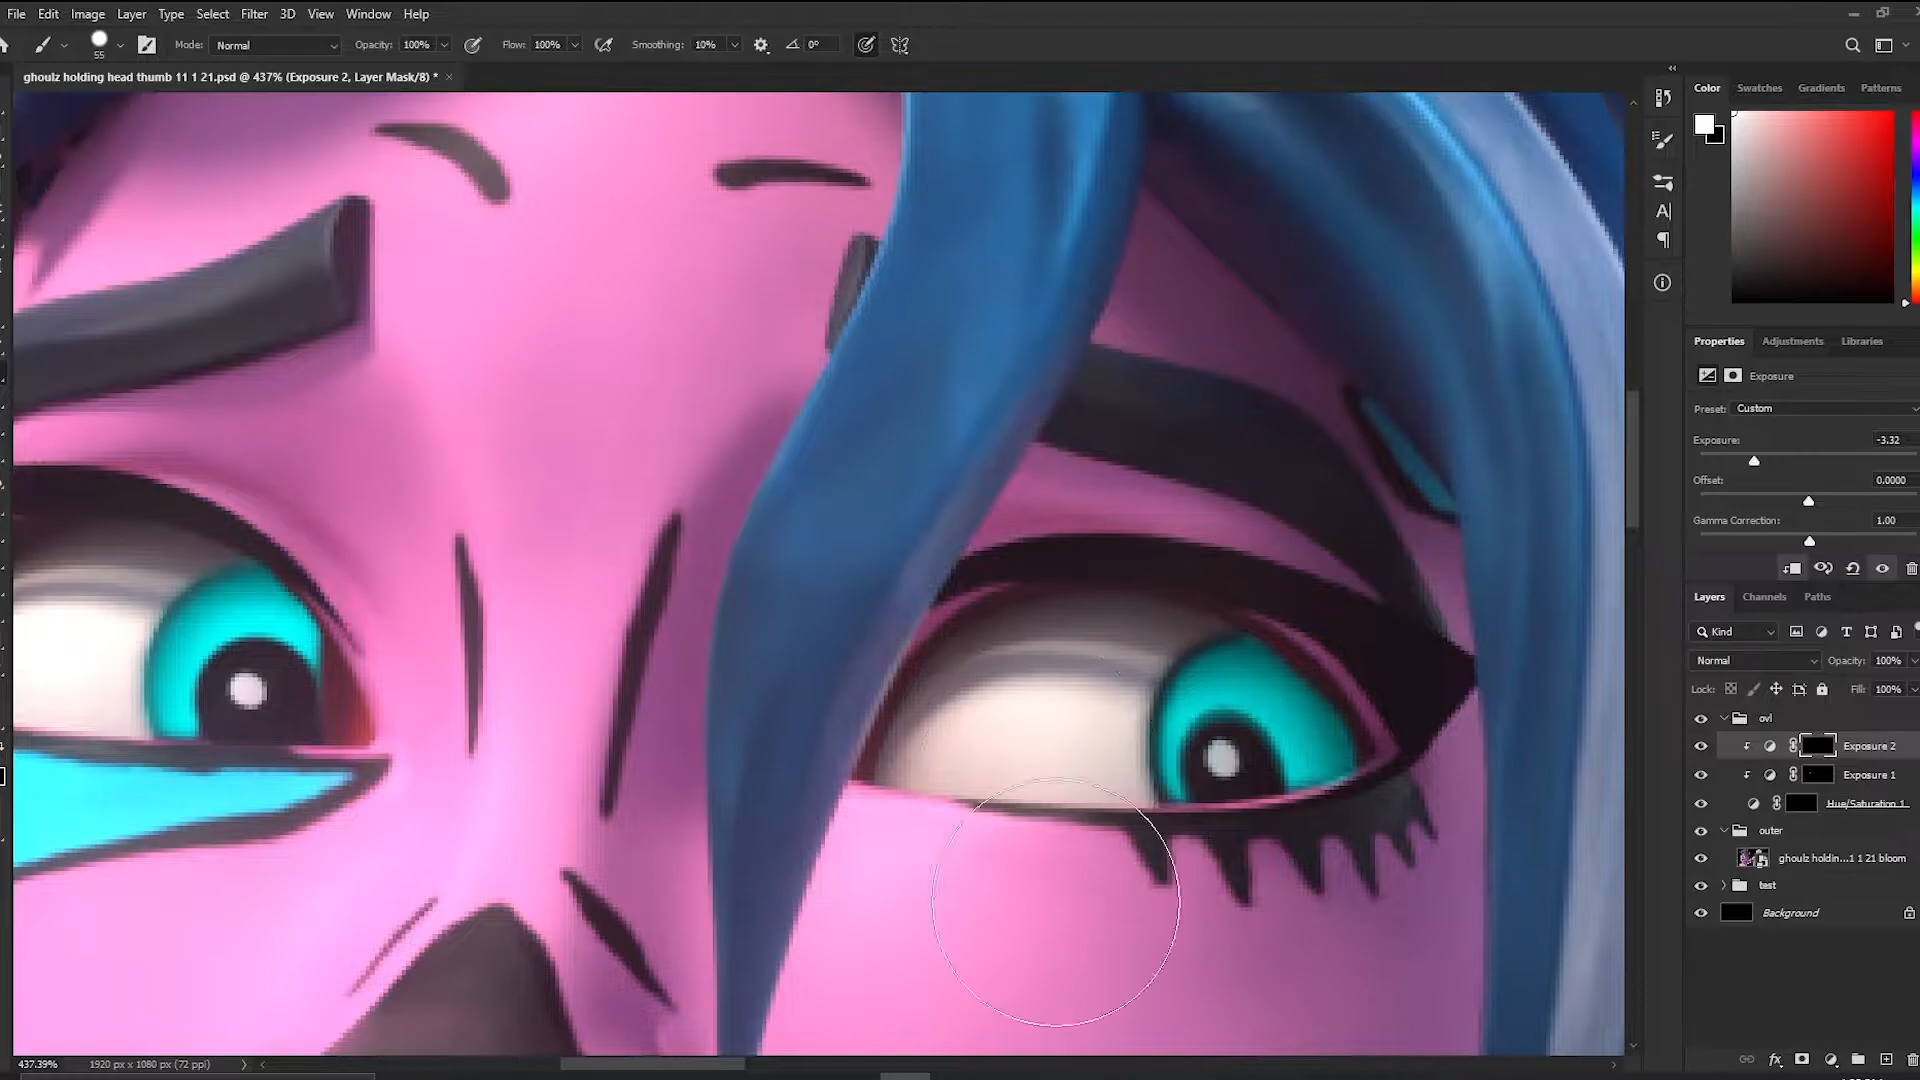 File Edit Image Layer Type Select Filter 3D View Window Help
55 Mode: Normal Opacity: 100% Flow: 100% Smoothing: 10% 0°
ghoulz holding head thumb 11 1 21.psd @ 437% (Exposure 2, Layer Mask/8) *
Color Swatches Gradients Patterns
Properties Adjustments Libraries
Exposure
Preset: Custom
Exposure: -3.32
Offset: 0.0000
Gamma Correction: 1.00
Layers Channels Paths
Kind
Normal Opacity: 100%
Lock: Fill: 100%
ovl
Exposure 2
Exposure 1
Hue/Saturation 1
outer
ghoulz holdin...1 1 21 bloom
test
Background
437.39% 1920 px x 1080 px (72 ppi)